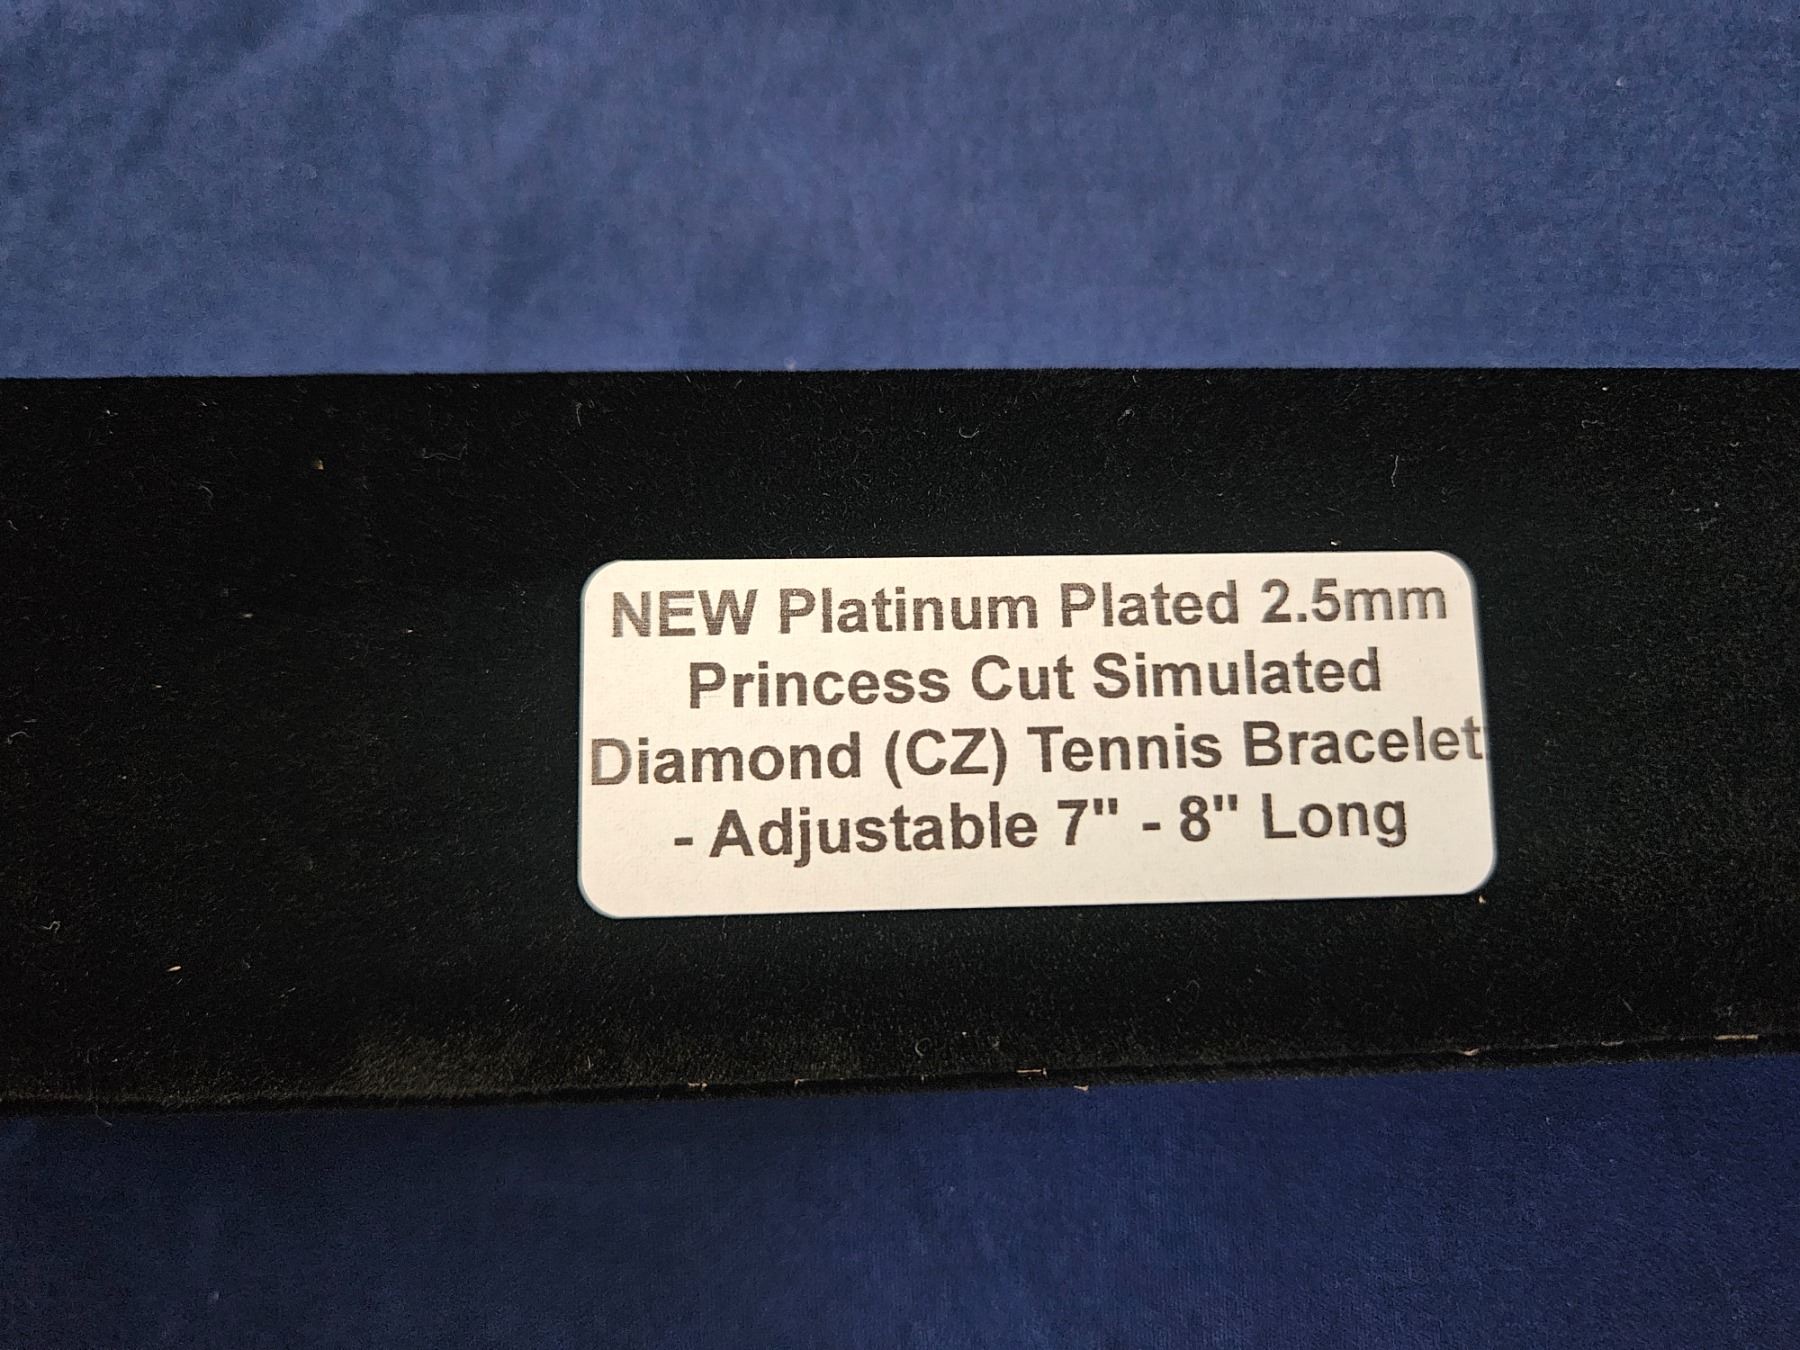 NEW Platinum Plated 2.5mm
Princess Cut Simulated
Diamond (CZ) Tennis Bracelet
- Adjustable 7" - 8" Long